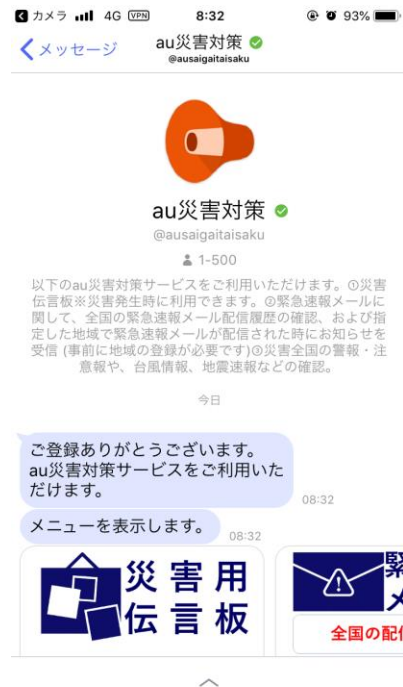 カメラ 4G VPN 8:32 93%
メッセージ
au災害対策
@ausaigaitaisaku
au災害対策
@ausaigaitaisaku
1-500
以下のau災害対策サービスをご利用いただけます。①災害
伝言板※災害発生時に利用できます。②緊急速報メールに
関して、全国の緊急速報メール配信履歴の確認、および指
定した地域で緊急速報メールが配信された時にお知らせを
受信 (事前に地域の登録が必要です)③災害全国の警報・注
意報や、台風情報、地震速報などの確認。
今日
ご登録ありがとうございます。
au災害対策サービスをご利用いた
だけます。
08:32
メニューを表示します。
08:32
災害用
伝言板
緊
メ
全国の配